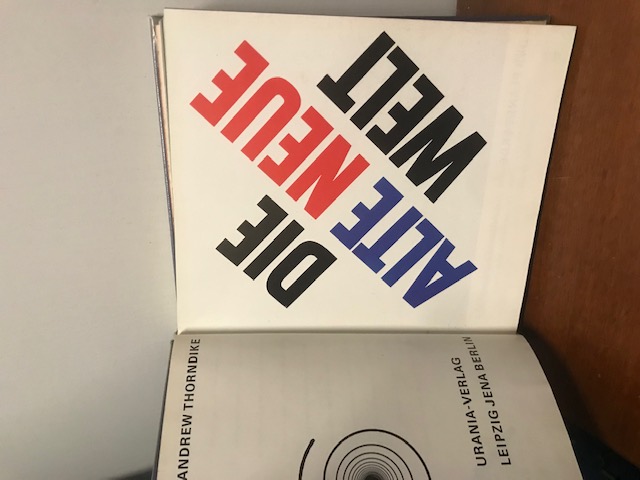 DIE
ALTE NEUE
WELT
ANDREW THORNDIKE
URANIA-VERLAG
LEIPZIG JENA BERLIN